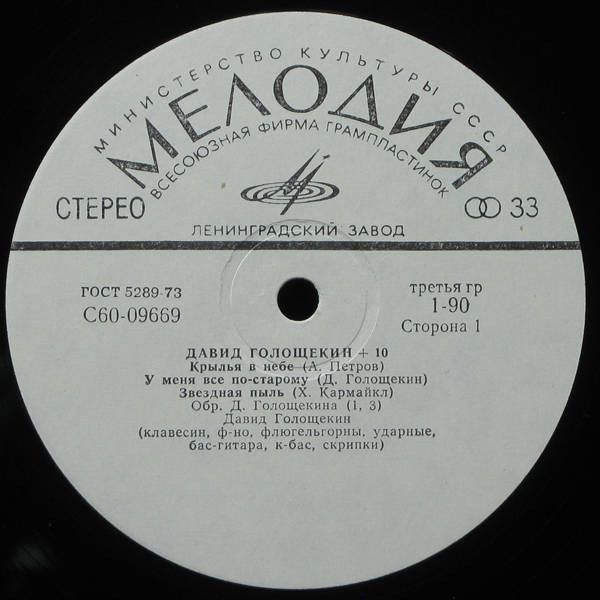 МИНИСТЕРСТВО КУЛЬТУРЫ СССР
МЕЛОДИЯ
ВСЕСОЮЗНАЯ ФИРМА ГРАМПЛАСТИНОК
СТЕРЕО
33
ЛЕНИНГРАДСКИЙ ЗАВОД
ГОСТ 5289-73
С60-09669
третья гр
1-90
Сторона 1
ДАВИД ГОЛОЩЕКИН + 10
Крылья в небе (А. Петров)
У меня все по-старому (Д. Голощекин)
Звездная пыль (Х. Кармайкл)
Обр. Д. Голощекина (1, 3)
Давид Голощекин
(клавесин, ф-но, флюгельгорны, ударные,
бас-гитара, к-бас, скрипки)